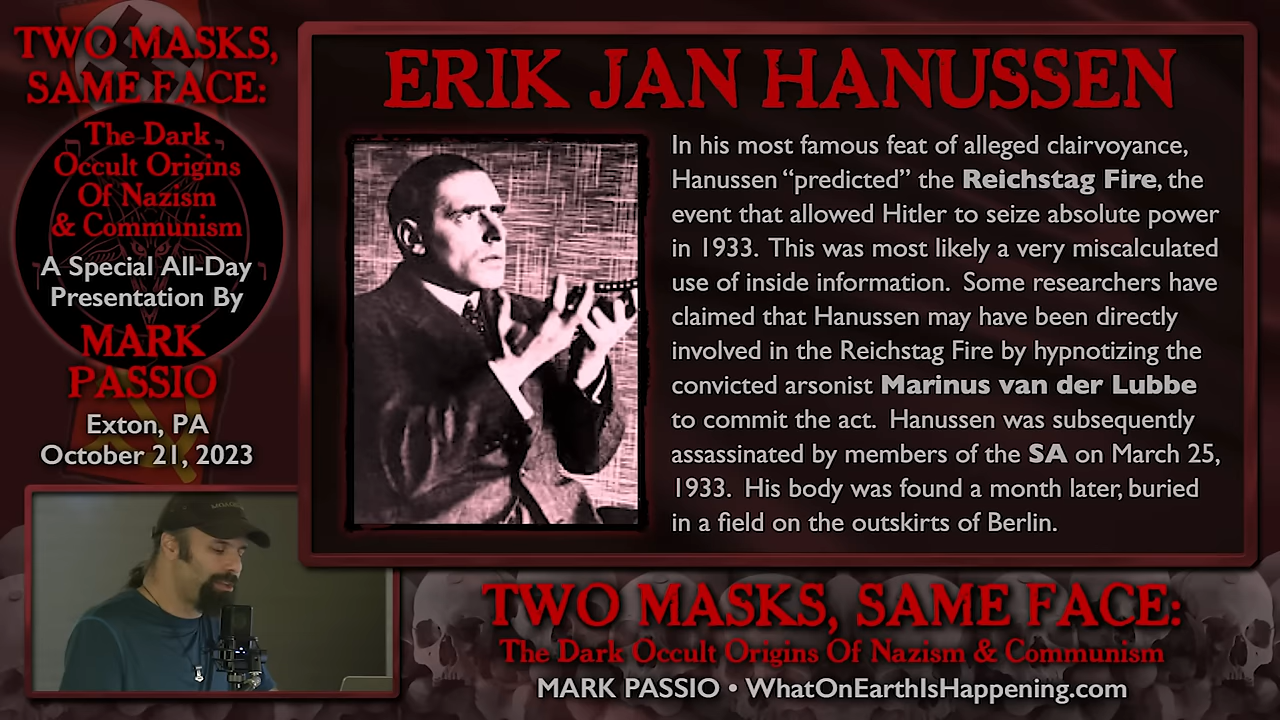 TWO MASKS,
SAME FACE:
The Dark
Occult Origins
Of Nazism
& Communism
A Special All-Day
Presentation By
MARK
PASSIO
Exton, PA
October 21, 2023
ERIK JAN HANUSSEN
In his most famous feat of alleged clairvoyance,
Hanussen “predicted” the Reichstag Fire, the
event that allowed Hitler to seize absolute power
in 1933.  This was most likely a very miscalculated
use of inside information.  Some researchers have
claimed that Hanussen may have been directly
involved in the Reichstag Fire by hypnotizing the
convicted arsonist Marinus van der Lubbe
to commit the act.  Hanussen was subsequently
assassinated by members of the SA on March 25,
1933.  His body was found a month later, buried
in a field on the outskirts of Berlin.
TWO MASKS, SAME FACE:
The Dark Occult Origins Of Nazism & Communism
MARK PASSIO • WhatOnEarthIsHappening.com